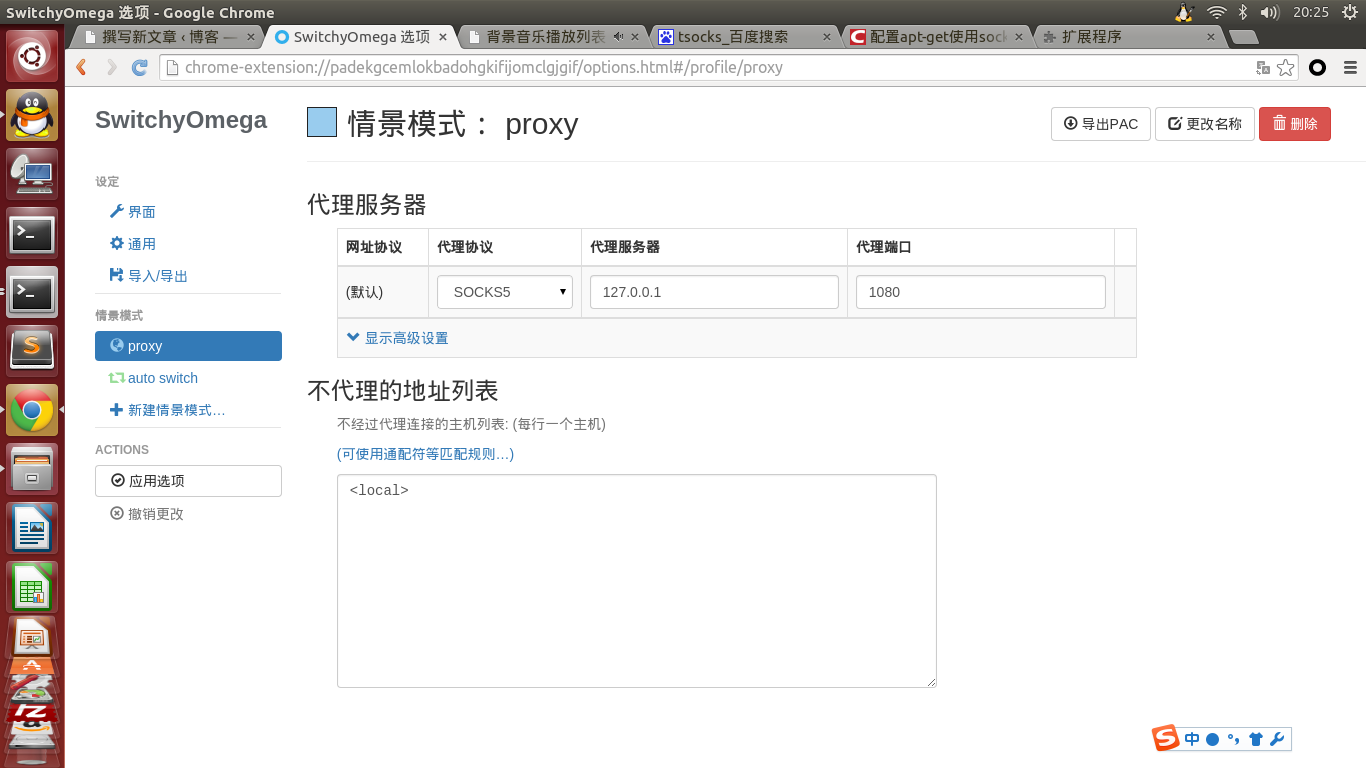 SwitchyOmega 选项 - Google Chrome
20:25
撰写新文章 ‹ 博客 —
SwitchyOmega 选项
背景音乐播放列表
tsocks_百度搜索
配置apt-get使用sock
扩展程序
chrome-extension://padekgcemlokbadohgkifijomclgjgif/options.html#/profile/proxy
SwitchyOmega
情景模式 ： proxy
导出PAC
更改名称
删除
设定
界面
通用
导入/导出
情景模式
proxy
auto switch
新建情景模式…
ACTIONS
应用选项
撤销更改
代理服务器
网址协议 代理协议 代理服务器 代理端口
(默认) SOCKS5 127.0.0.1 1080
显示高级设置
不代理的地址列表
不经过代理连接的主机列表: (每行一个主机)
(可使用通配符等匹配规则…)
<local>
中